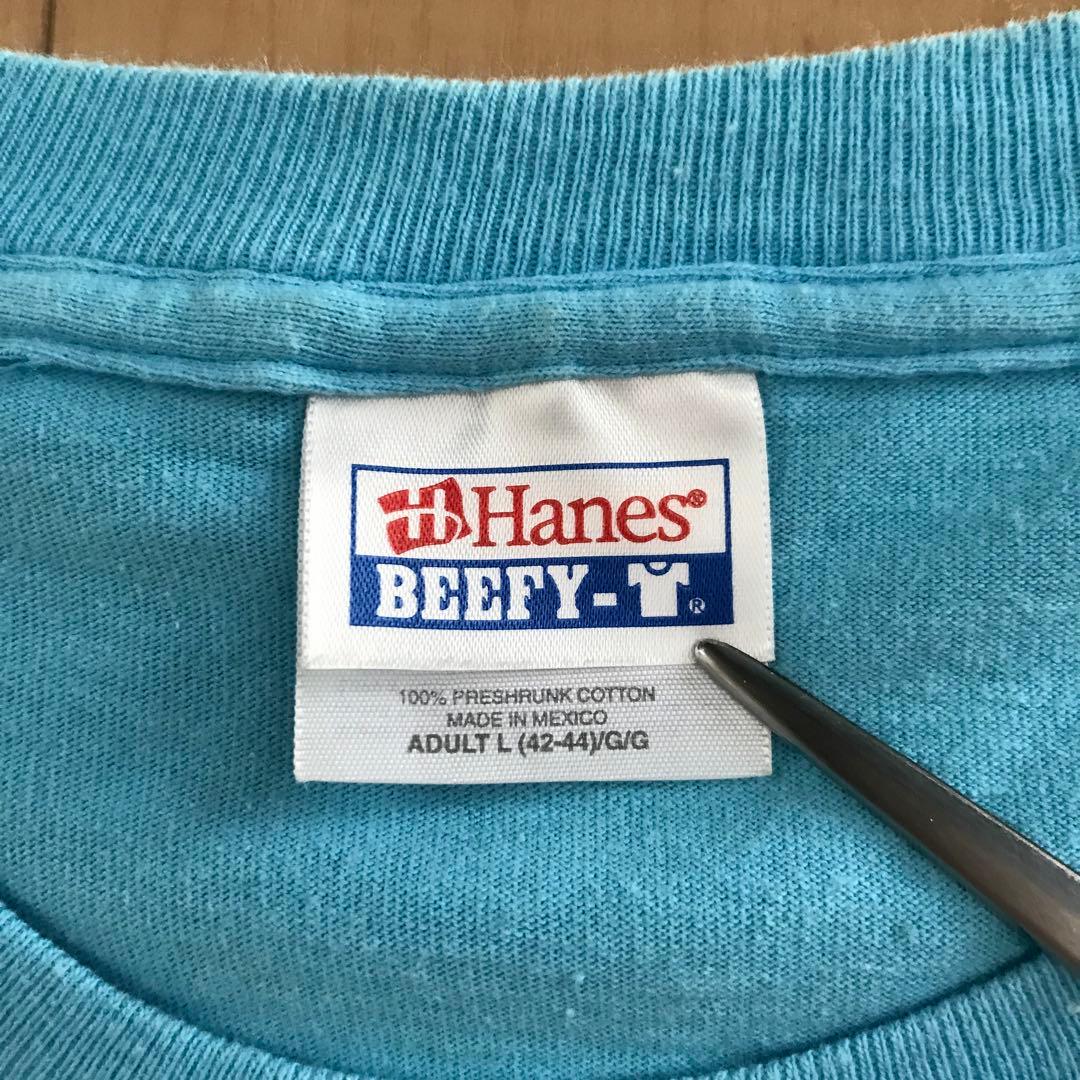 Hanes®
BEEFY-T®
100% PRESHRUNK COTTON
MADE IN MEXICO
ADULT L (42-44)/G/G